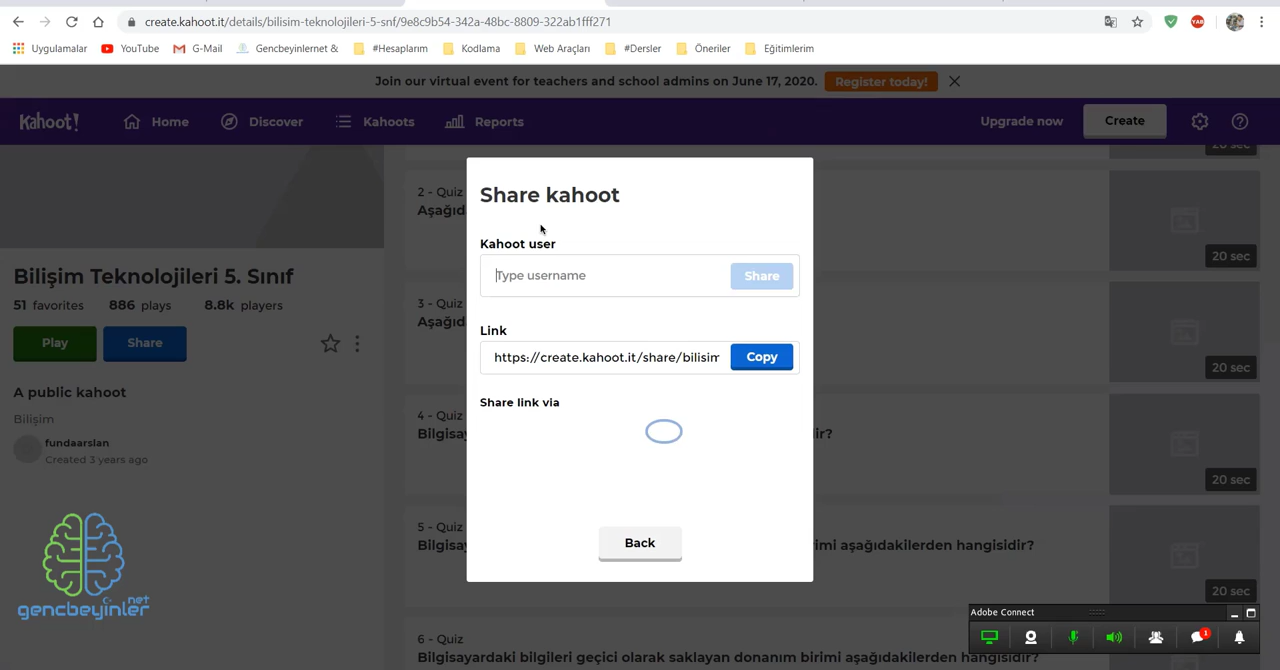 create.kahoot.it/details/bilisim-teknolojileri-5-snf/9e8c9b54-342a-48bc-8809-322ab1fff271
YAB
Uygulamalar YouTube G-Mail Gencbeyinlernet & #Hesaplarım Kodlama Web Araçları #Dersler Öneriler Eğitimlerim
Join our virtual event for teachers and school admins on June 17, 2020. Register today!
Kahoot! Home Discover Kahoots Reports Upgrade now Create
20 sec
Share kahoot
2 - Quiz
Aşağıd
20 sec
Kahoot user
Type username Share
Bilişim Teknolojileri 5. Sınıf
51 favorites 886 plays 8.8k players
3 - Quiz
Aşağıd
20 sec
Link
https://create.kahoot.it/share/bilisim Copy
Play Share
A public kahoot
Bilişim
fundaarslan
Created 3 years ago
Share link via
4 - Quiz
Bilgisay ir?
20 sec
Back
5 - Quiz
Bilgisay imi aşağıdakilerden hangisidir?
20 sec
gencbeyinler net
Adobe Connect
1
6 - Quiz
Bilgisayardaki bilgileri geçici olarak saklayan donanım birimi aşağıdakilerden hangisidir?